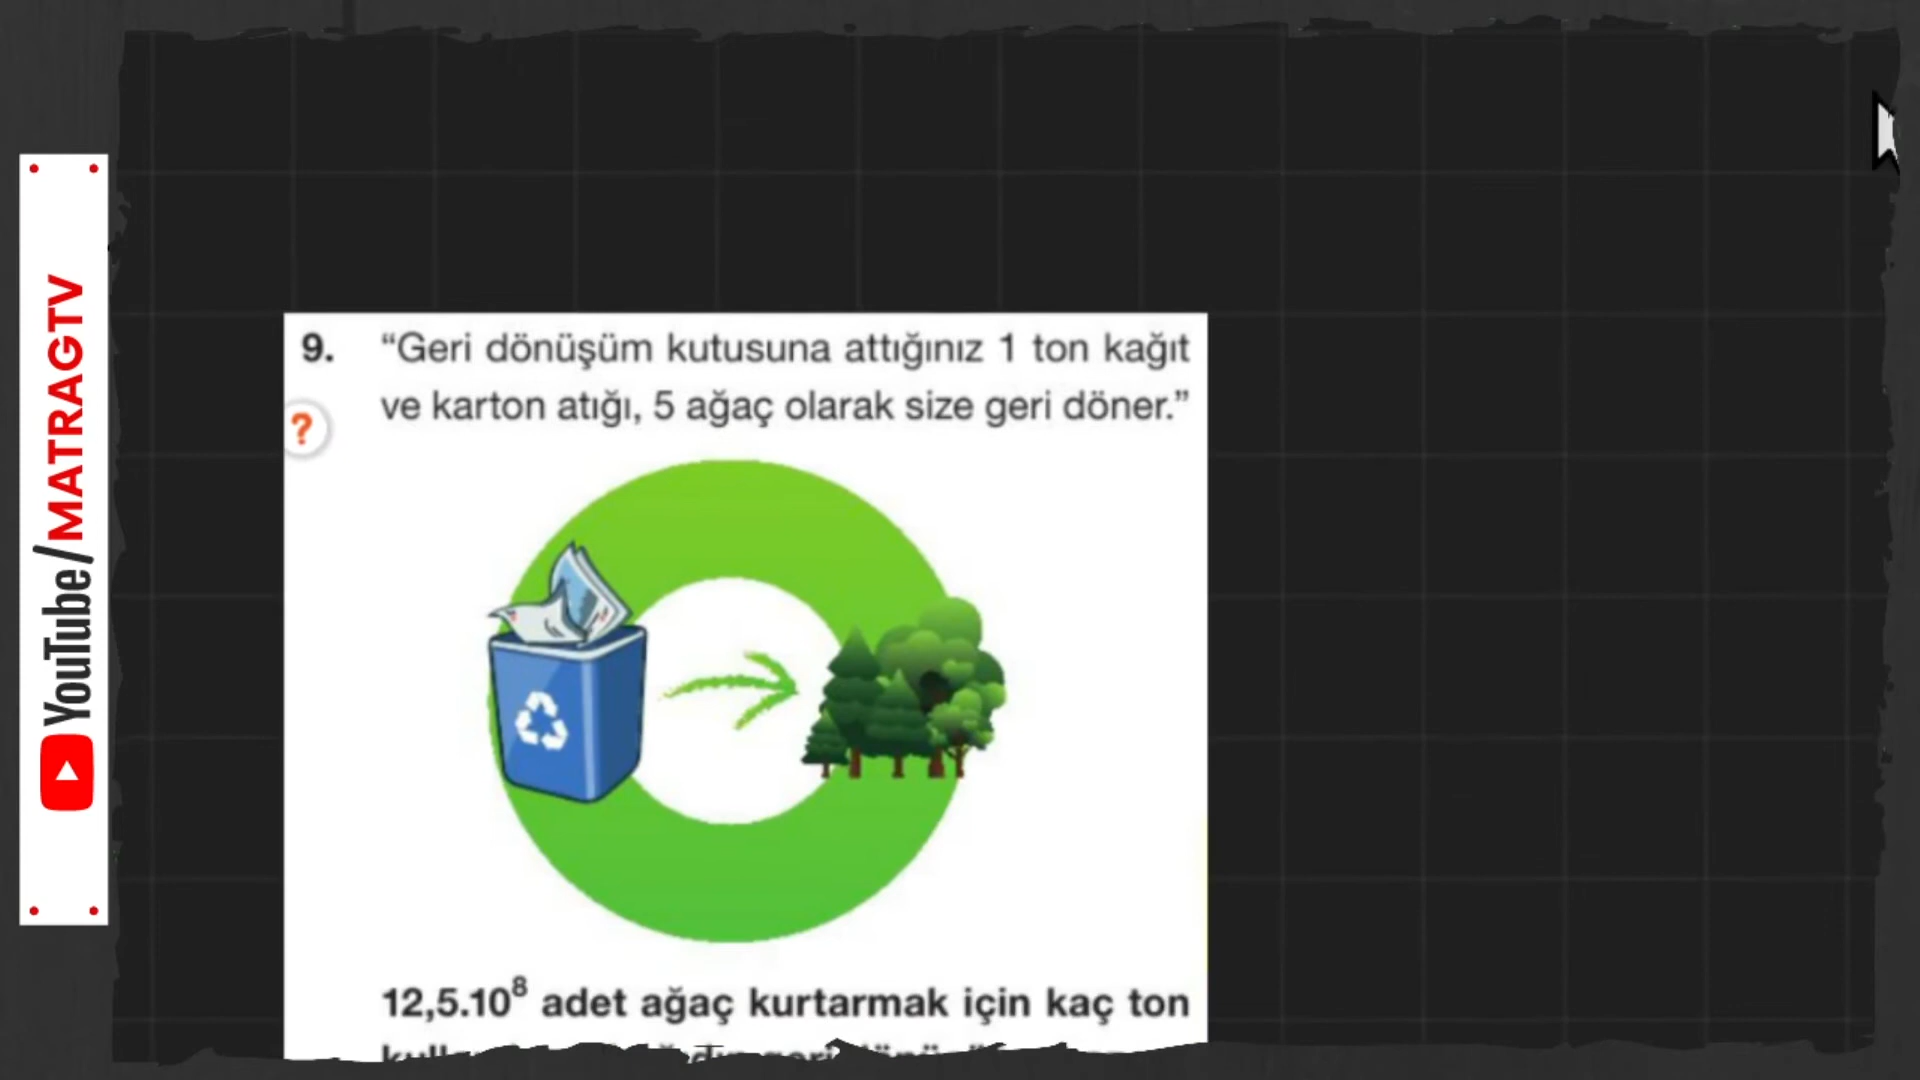 YouTube/MATRAGTV
9. “Geri dönüşüm kutusuna attığınız 1 ton kağıt
ve karton atığı, 5 ağaç olarak size geri döner.”
?
12,5.10⁸ adet ağaç kurtarmak için kaç ton